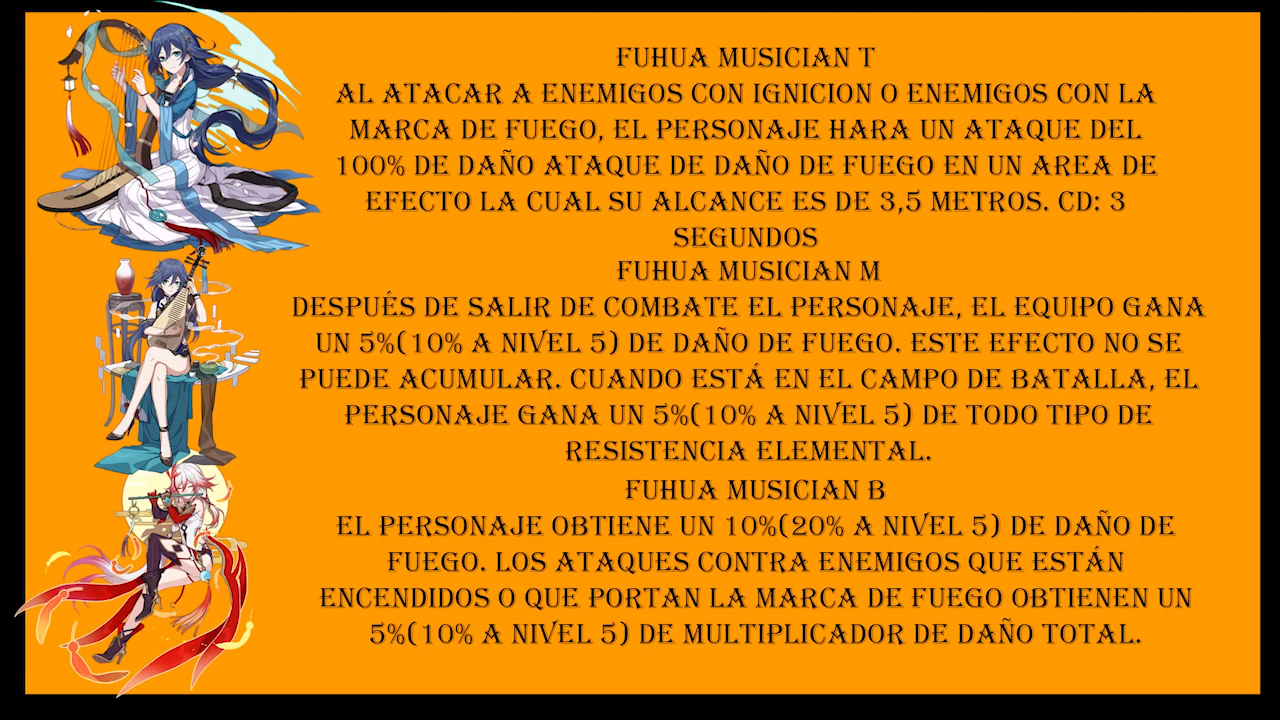 FUHUA MUSICIAN T
AL ATACAR A ENEMIGOS CON IGNICION O ENEMIGOS CON LA
MARCA DE FUEGO, EL PERSONAJE HARA UN ATAQUE DEL
100% DE DAÑO ATAQUE DE DAÑO DE FUEGO EN UN AREA DE
EFECTO LA CUAL SU ALCANCE ES DE 3,5 METROS. CD: 3
SEGUNDOS
FUHUA MUSICIAN M
DESPUÉS DE SALIR DE COMBATE EL PERSONAJE, EL EQUIPO GANA
UN 5%(10% A NIVEL 5) DE DAÑO DE FUEGO. ESTE EFECTO NO SE
PUEDE ACUMULAR. CUANDO ESTÁ EN EL CAMPO DE BATALLA, EL
PERSONAJE GANA UN 5%(10% A NIVEL 5) DE TODO TIPO DE
RESISTENCIA ELEMENTAL.
FUHUA MUSICIAN B
EL PERSONAJE OBTIENE UN 10%(20% A NIVEL 5) DE DAÑO DE
FUEGO. LOS ATAQUES CONTRA ENEMIGOS QUE ESTÁN
ENCENDIDOS O QUE PORTAN LA MARCA DE FUEGO OBTIENEN UN
5%(10% A NIVEL 5) DE MULTIPLICADOR DE DAÑO TOTAL.